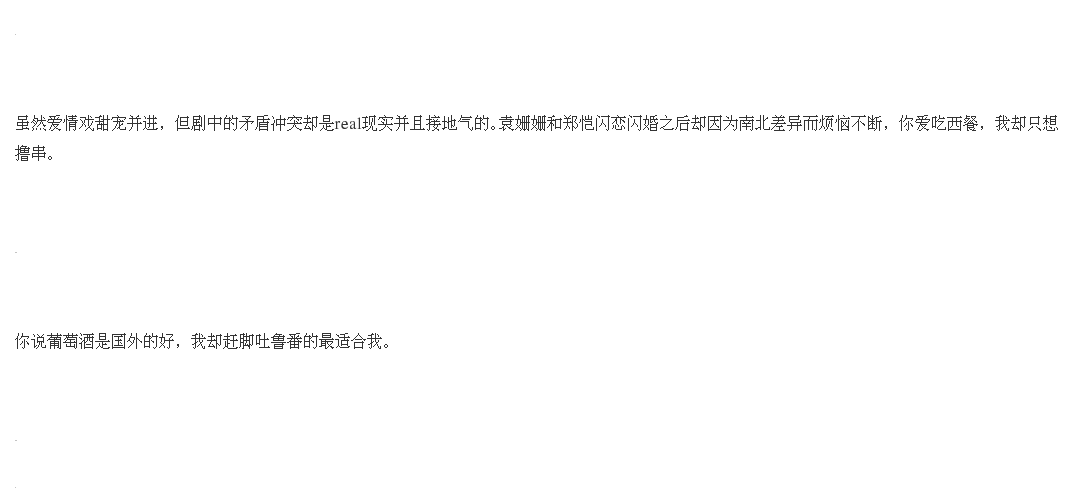 虽然爱情戏甜宠并进，但剧中的矛盾冲突却是real现实并且接地气的。袁姗姗和郑恺闪恋闪婚之后却因为南北差异而烦恼不断，你爱吃西餐，我却只想
撸串。
你说葡萄酒是国外的好，我却赶脚吐鲁番的最适合我。